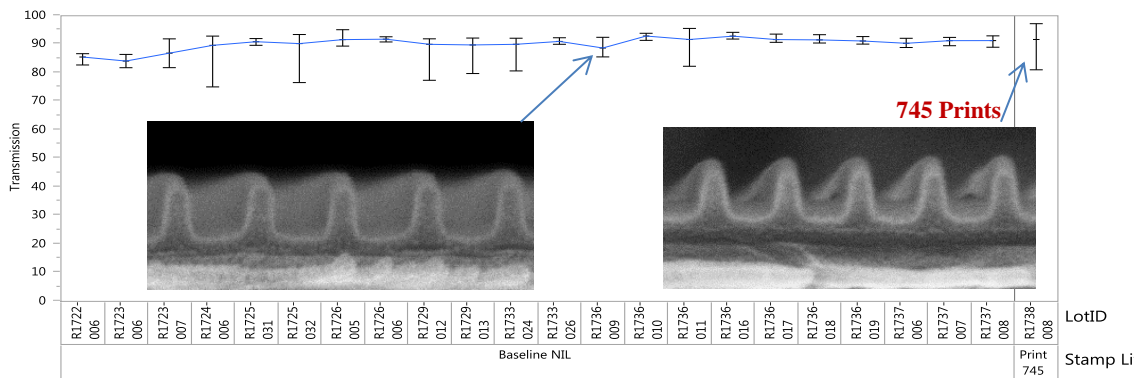 100
90
80
70
60
50
40
30
20
10
0
Transmission
745 Prints
R1722-
006
R1723-
006
R1723-
007
R1724-
006
R1725-
031
R1725-
032
R1726-
005
R1726-
006
R1729-
012
R1729-
013
R1733-
024
R1733-
026
R1736-
009
R1736-
010
R1736-
011
R1736-
016
R1736-
017
R1736-
018
R1736-
019
R1737-
006
R1737-
007
R1737-
008
R1738-
008
LotID
Baseline NIL
Print
745
Stamp Li